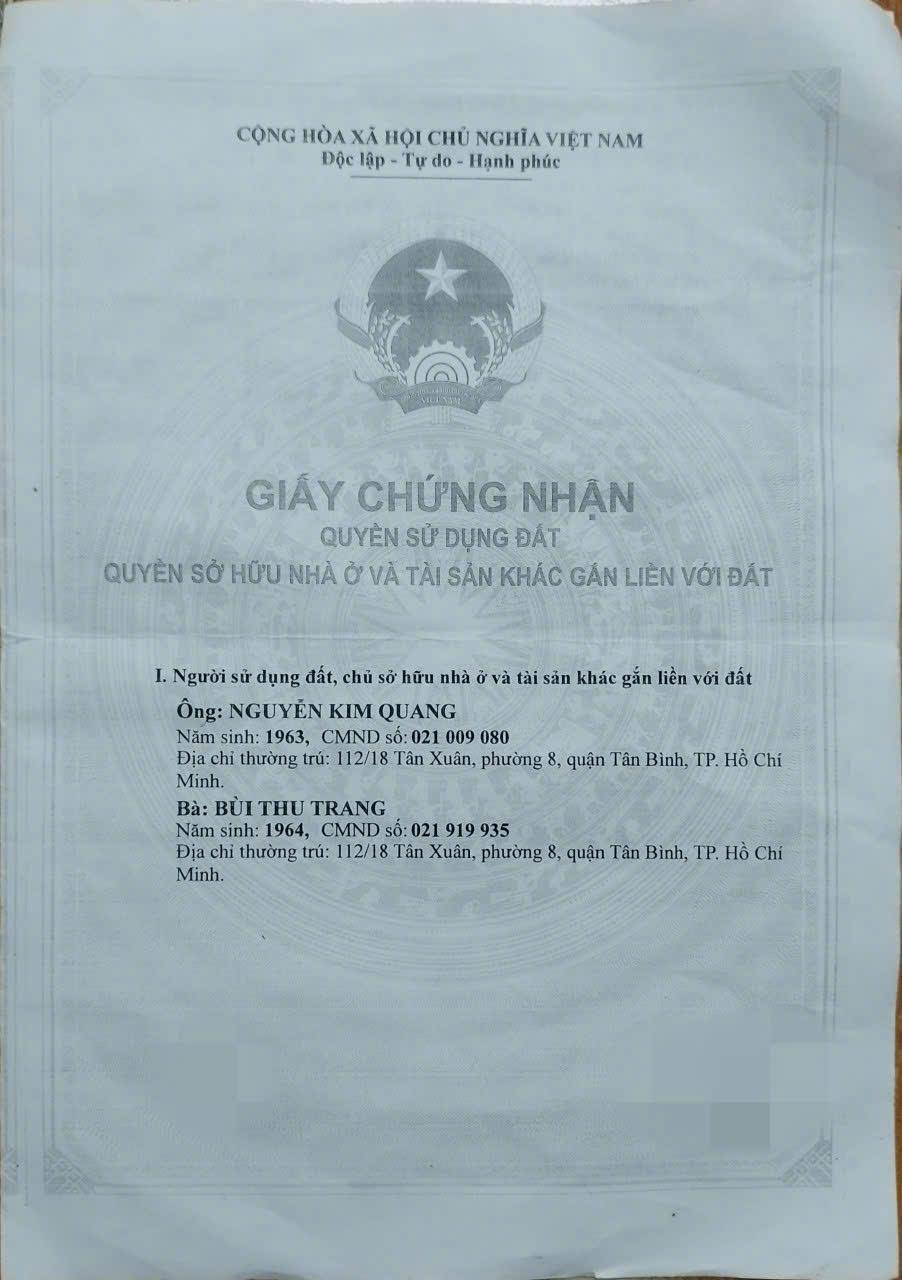 CỘNG HÒA XÃ HỘI CHỦ NGHĨA VIỆT NAM
Độc lập - Tự do - Hạnh phúc
VIỆT NAM
GIẤY CHỨNG NHẬN
QUYỀN SỬ DỤNG ĐẤT
QUYỀN SỞ HỮU NHÀ Ở VÀ TÀI SẢN KHÁC GẮN LIỀN VỚI ĐẤT
I. Người sử dụng đất, chủ sở hữu nhà ở và tài sản khác gắn liền với đất
Ông: NGUYỄN KIM QUANG
Năm sinh: 1963, CMND số: 021 009 080
Địa chỉ thường trú: 112/18 Tân Xuân, phường 8, quận Tân Bình, TP. Hồ Chí
Minh.
Bà: BÙI THU TRANG
Năm sinh: 1964, CMND số: 021 919 935
Địa chỉ thường trú: 112/18 Tân Xuân, phường 8, quận Tân Bình, TP. Hồ Chí
Minh.